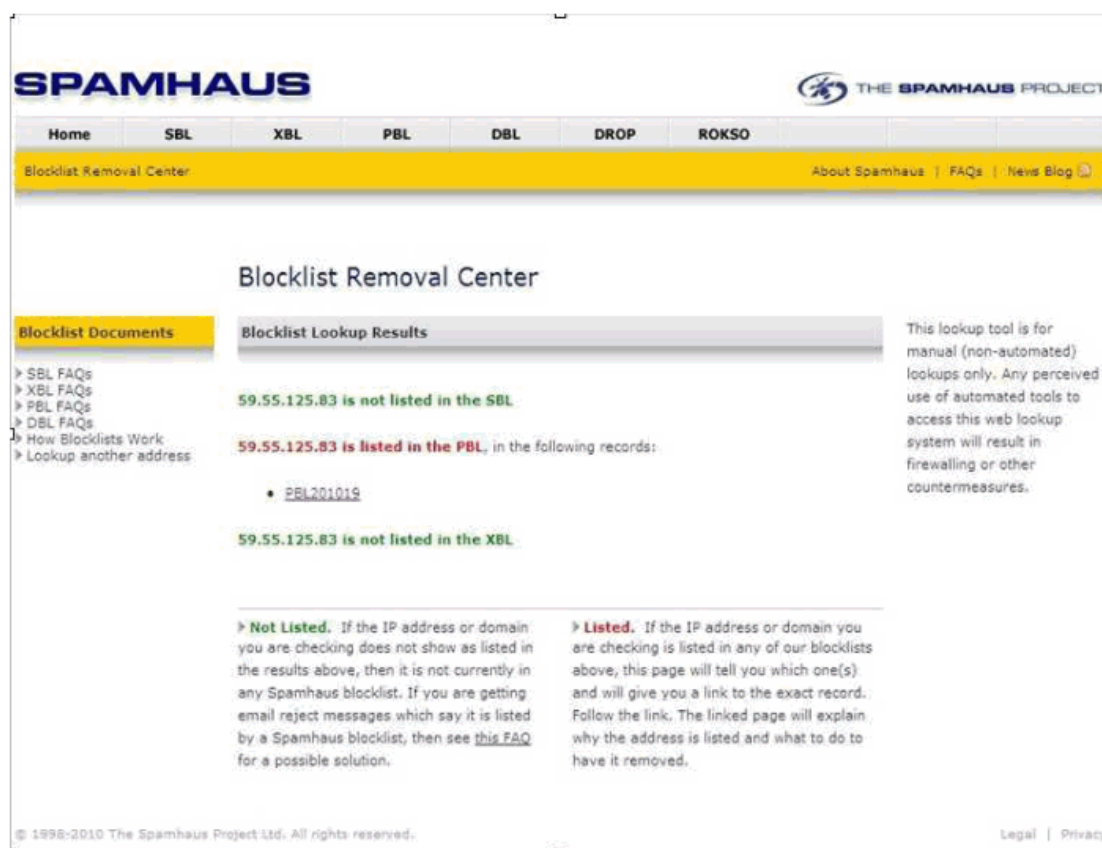 SPAMHAUS
THE SPAMHAUS PROJECT
Home SBL XBL PBL DBL DROP ROKSO
Blocklist Removal Center
About Spamhaus | FAQs | News Blog
Blocklist Removal Center
Blocklist Documents
SBL FAQs
XBL FAQs
PBL FAQs
DBL FAQs
How Blocklists Work
Lookup another address
Blocklist Lookup Results
59.55.125.83 is not listed in the SBL
59.55.125.83 is listed in the PBL, in the following records:
• PBL201019
59.55.125.83 is not listed in the XBL
This lookup tool is for
manual (non-automated)
lookups only. Any perceived
use of automated tools to
access this web lookup
system will result in
firewalling or other
countermeasures.
Not Listed. If the IP address or domain
you are checking does not show as listed in
the results above, then it is not currently in
any Spamhaus blocklist. If you are getting
email reject messages which say it is listed
by a Spamhaus blocklist, then see this FAQ
for a possible solution.
Listed. If the IP address or domain you
are checking is listed in any of our blocklists
above, this page will tell you which one(s)
and will give you a link to the exact record.
Follow the link. The linked page will explain
why the address is listed and what to do to
have it removed.
© 1998-2010 The Spamhaus Project Ltd. All rights reserved.
Legal | Privacy